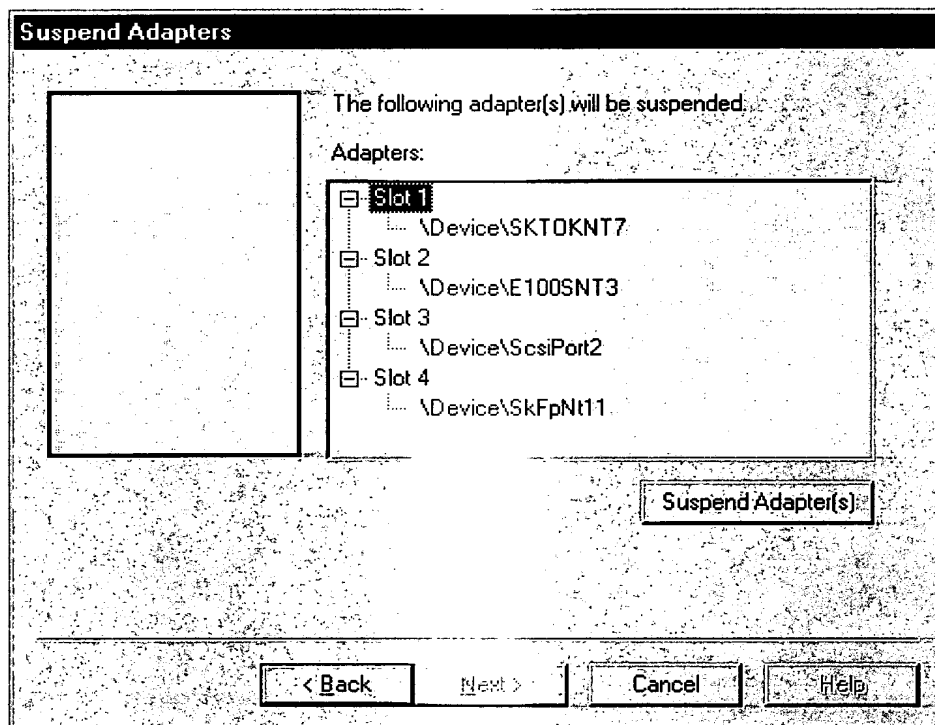 Suspend Adapters
The following adapter(s) will be suspended.
Adapters:
Slot 1
\Device\SKTOKNT7
Slot 2
\Device\E100SNT3
Slot 3
\Device\ScsiPort2
Slot 4
\Device\SkFpNt11
Suspend Adapter(s)
< Back Next > Cancel Help